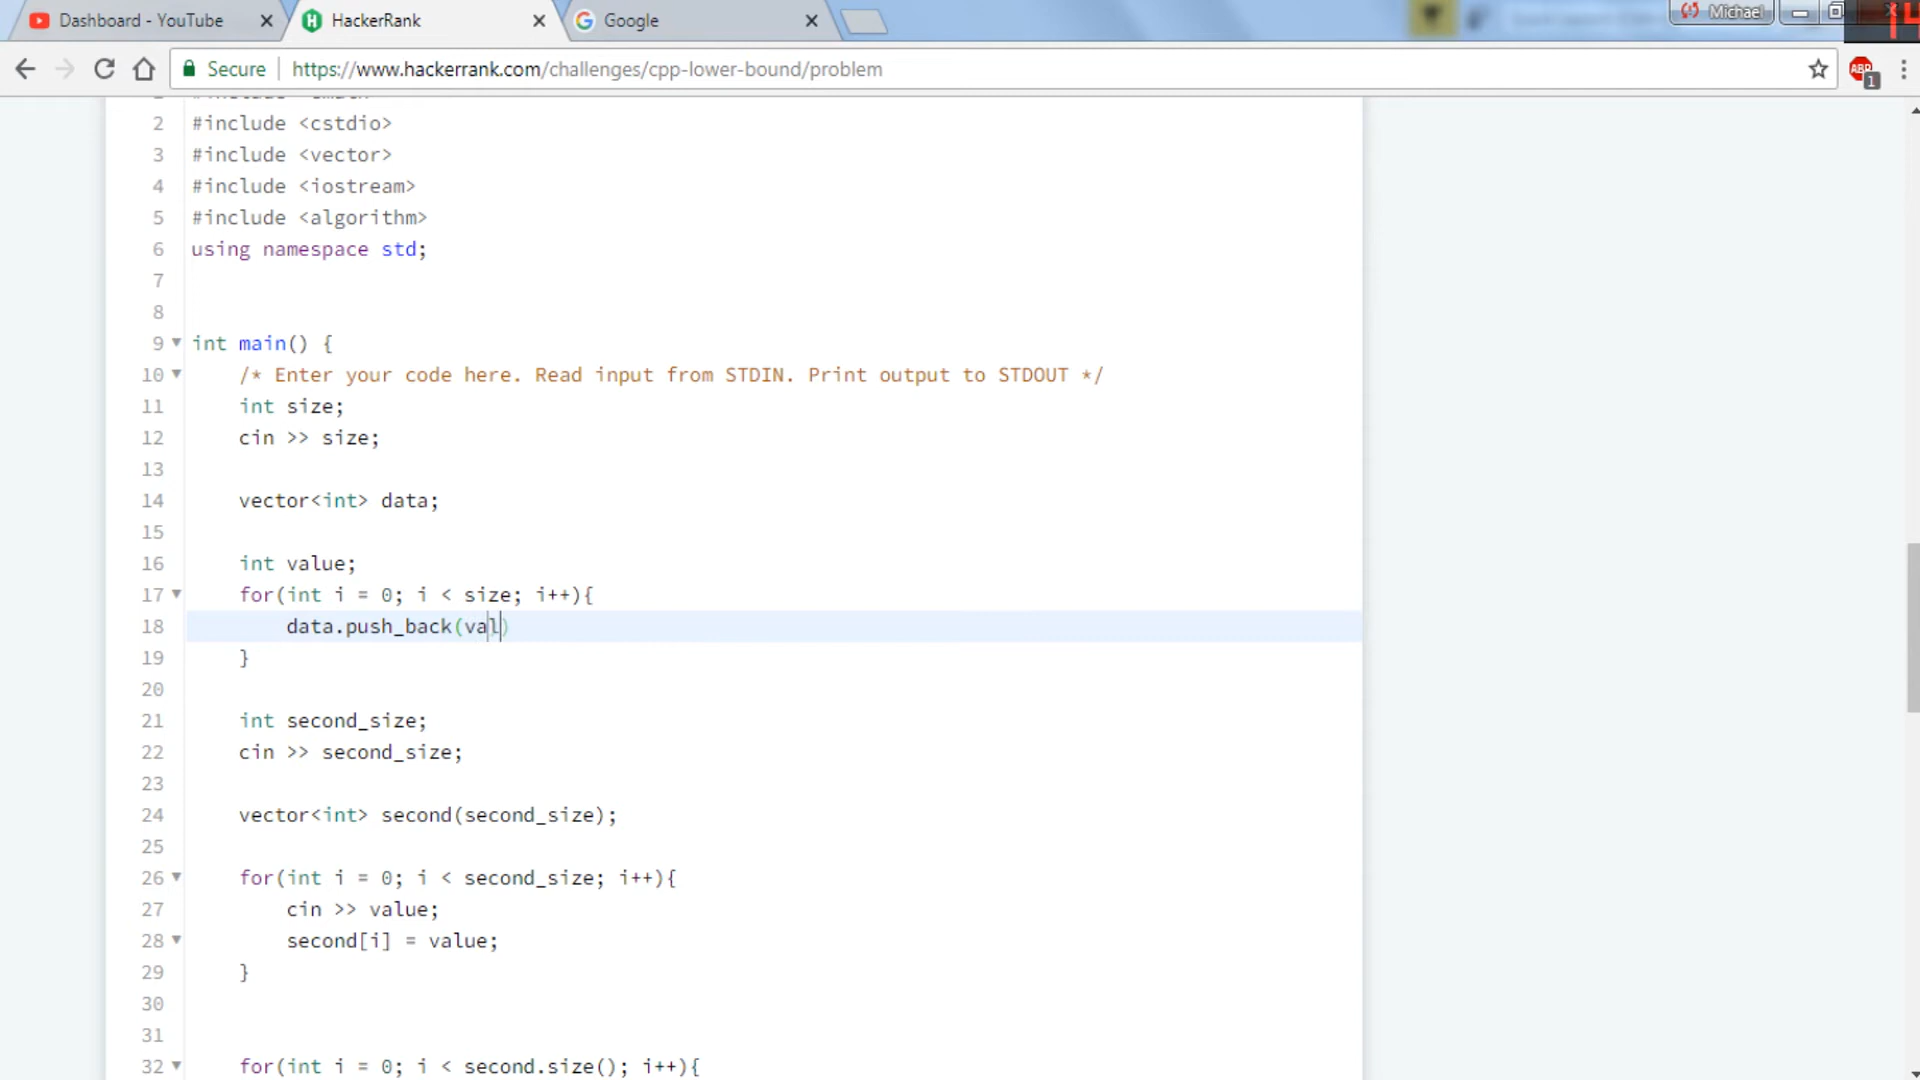 Dashboard - YouTube
HackerRank
Google
Michael
Secure
https://www.hackerrank.com/challenges/cpp-lower-bound/problem
ABP
1
2 #include <cstdio>
3 #include <vector>
4 #include <iostream>
5 #include <algorithm>
6 using namespace std;
7
8
9 int main() {
10 /* Enter your code here. Read input from STDIN. Print output to STDOUT */
11 int size;
12 cin >> size;
13
14 vector<int> data;
15
16 int value;
17 for(int i = 0; i < size; i++){
18 data.push_back(val)
19 }
20
21 int second_size;
22 cin >> second_size;
23
24 vector<int> second(second_size);
25
26 for(int i = 0; i < second_size; i++){
27 cin >> value;
28 second[i] = value;
29 }
30
31
32 for(int i = 0; i < second.size(); i++){